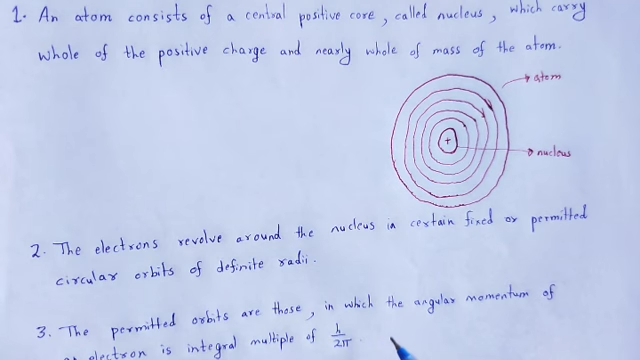 1. An atom consists of a central positive core, called nucleus, which carry
whole of the positive charge and nearly whole of mass of the atom.
atom
+
nucleus
2. The electrons revolve around the nucleus in certain fixed or permitted
circular orbits of definite radii.
3. The permitted orbits are those, in which the angular momentum of
electron is integral multiple of h/2π.